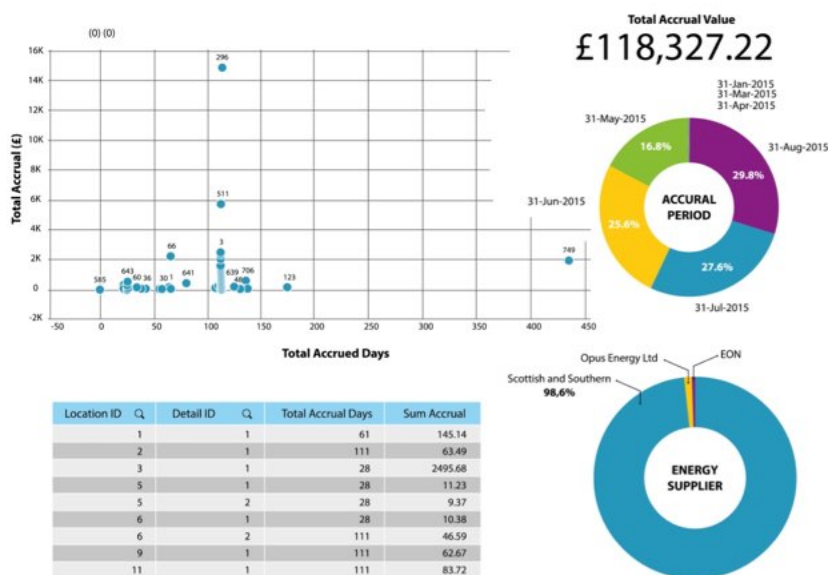 Total Accrual Value
£118,327.22
(0) (0)
16K
14K
12K
10K
8K
6K
4K
2K
0
-2K
Total Accrual (£)
296
511
3
66
643
585
60
36
30
1
641
639
48
706
123
749
-50
0
50
100
150
200
250
300
350
400
450
Total Accrued Days
31-Jan-2015
31-Mar-2015
31-Apr-2015
31-May-2015
31-Aug-2015
31-Jun-2015
31-Jul-2015
16.8%
29.8%
25.6%
27.6%
ACCURAL
PERIOD
Opus Energy Ltd
EON
Scottish and Southern
98,6%
ENERGY
SUPPLIER
Location ID Detail ID Total Accrual Days Sum Accrual
1 1 61 145.14
2 1 111 63.49
3 1 28 2495.68
5 1 28 11.23
5 2 28 9.37
6 1 28 10.38
6 2 111 46.59
9 1 111 62.67
11 1 111 83.72